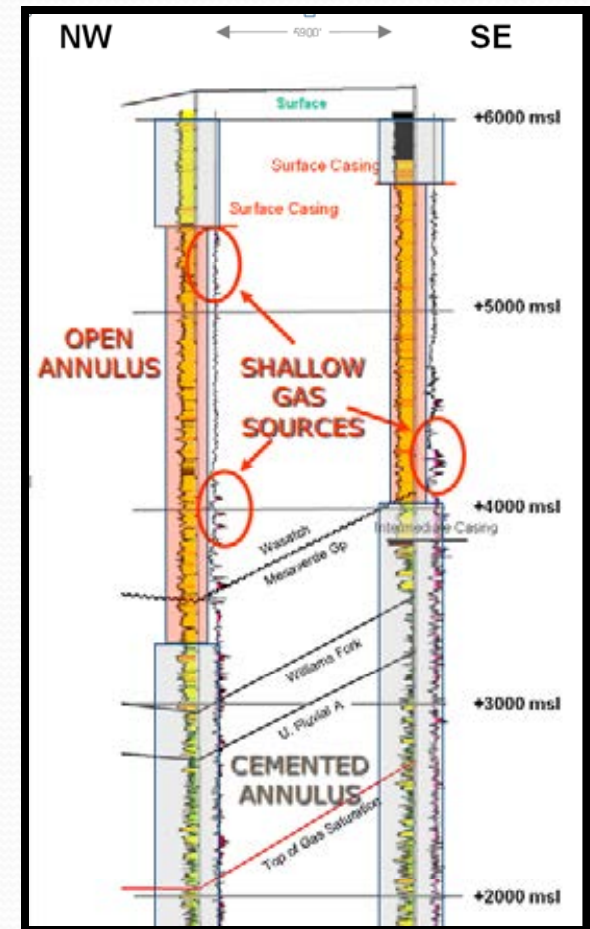 NW
5900'
SE
Surface
+6000 msl
Surface Casing
Surface Casing
+5000 msl
OPEN
ANNULUS
SHALLOW
GAS
SOURCES
+4000 msl
Intermediate Casing
Wasatch
Mesaverde Gp
Williams Fork
+3000 msl
U. Fluvial A
CEMENTED
ANNULUS
Top of Gas Saturation
+2000 msl